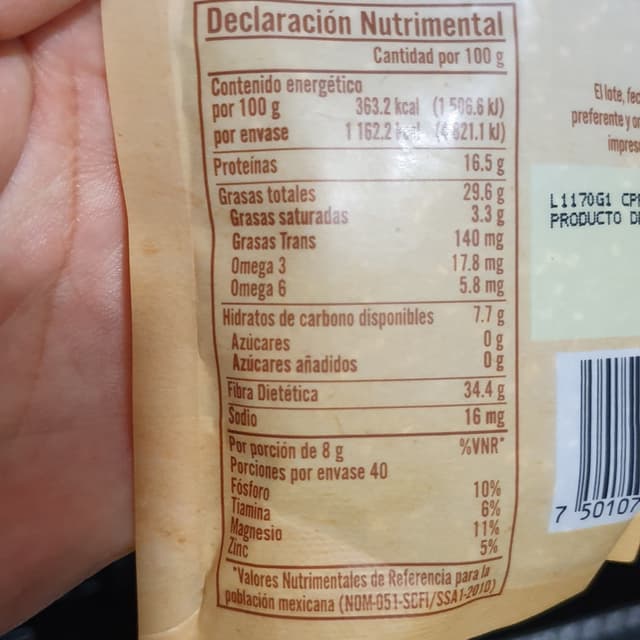 Declaración Nutrimental
Cantidad por 100 g
Contenido energético
por 100 g 363.2 kcal (1 506.6 kJ)
por envase 1 162.2 kcal (4 821.1 kJ)
Proteínas 16.5 g
Grasas totales 29.6 g
Grasas saturadas 3.3 g
Grasas Trans 140 mg
Omega 3 17.8 mg
Omega 6 5.8 mg
Hidratos de carbono disponibles 7.7 g
Azúcares 0 g
Azúcares añadidos 0 g
Fibra Dietética 34.4 g
Sodio 16 mg
Por porción de 8 g %VNR*
Porciones por envase 40
Fósforo 10%
Tiamina 6%
Magnesio 11%
Zinc 5%
*Valores Nutrimentales de Referencia para la
población mexicana (NOM-051-SCFI/SSA1-2010)
El lote, fec
preferente y
impres
L1170G1 CP
PRODUCTO D
7 50107